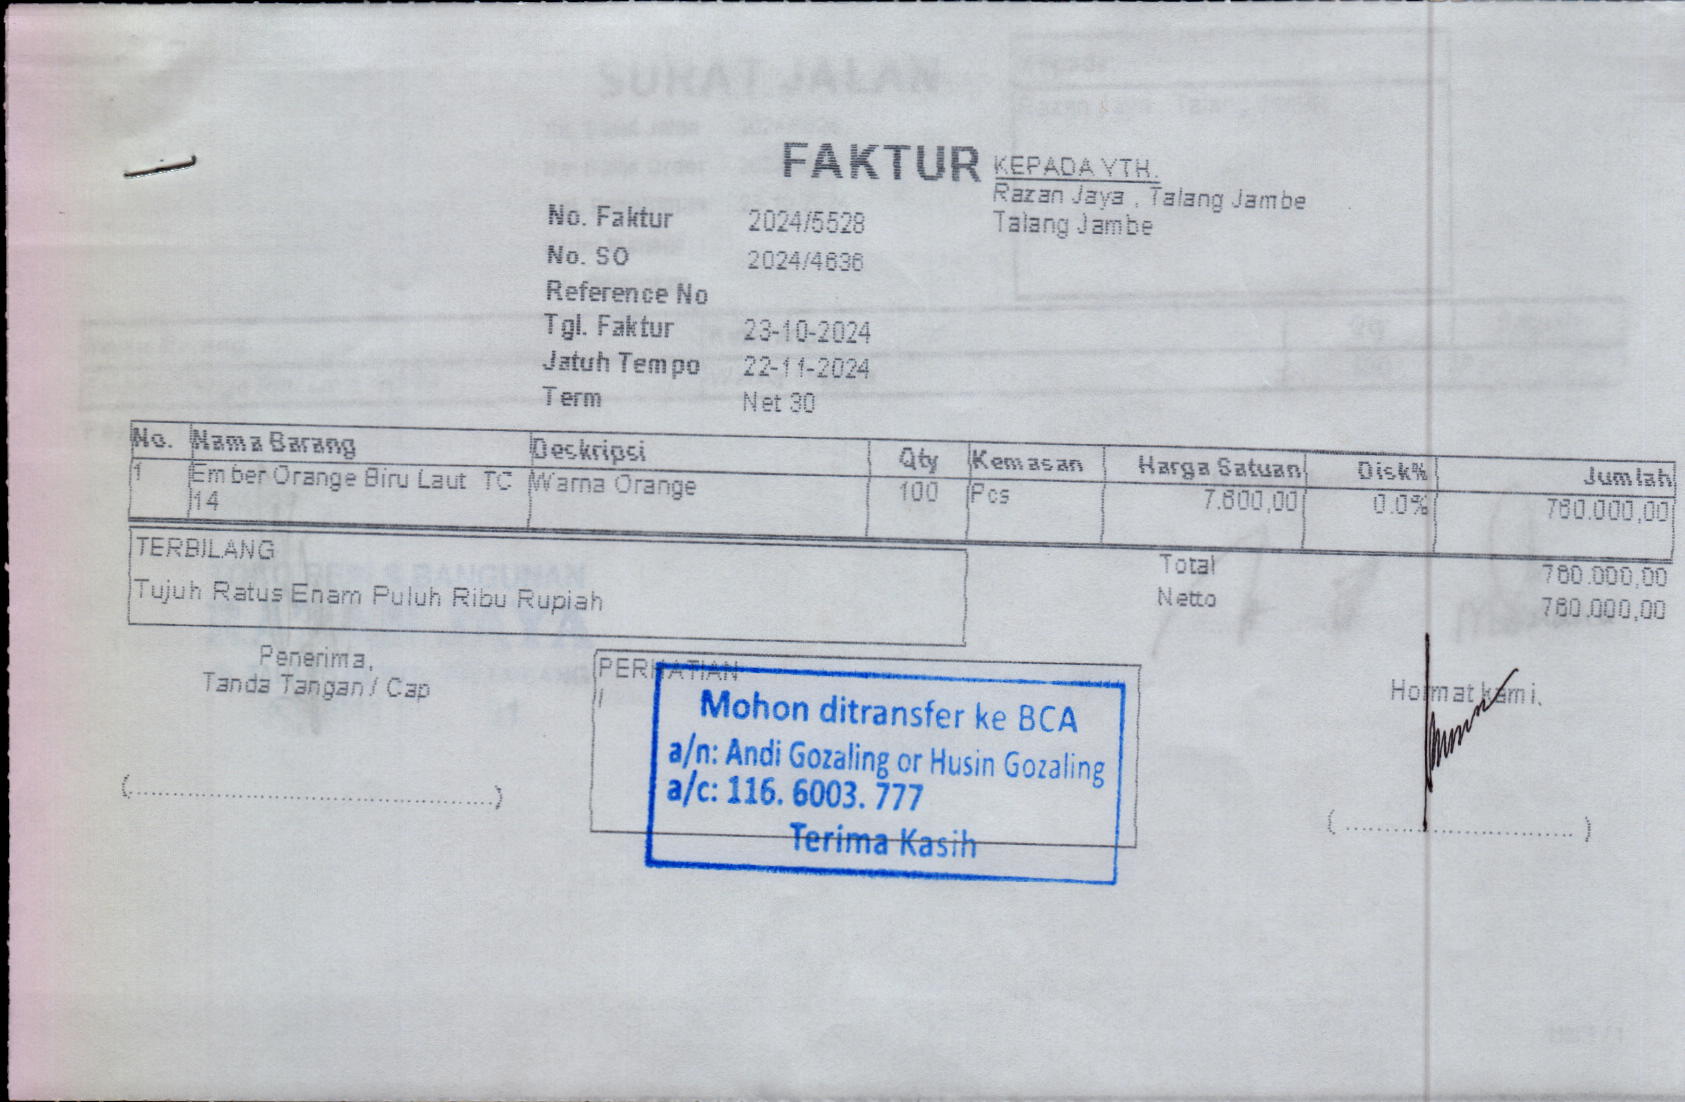 FAKTUR
KEPADA YTH.
Razan Jaya , Talang Jambe
Talang Jambe
No. Faktur 2024/5528
No. SO 2024/4636
Reference No
Tgl. Faktur 23-10-2024
Jatuh Tempo 22-11-2024
Term Net 30
No. Nama Barang Deskripsi Qty Kemasan Harga Satuan Disk% Jumlah
1 Ember Orange Biru Laut TC Warna Orange 100 Pcs 7.600,00 0.0% 760.000,00
14
TERBILANG
Tujuh Ratus Enam Puluh Ribu Rupiah
Total 760.000,00
Netto 760.000,00
Penerima,
Tanda Tangan / Cap
(..........................................)
PERHATIAN
/
Mohon ditransfer ke BCA
a/n: Andi Gozaling or Husin Gozaling
a/c: 116. 6003. 777
Terima Kasih
Hormat kami,
(..........................................)
SURAT JALAN